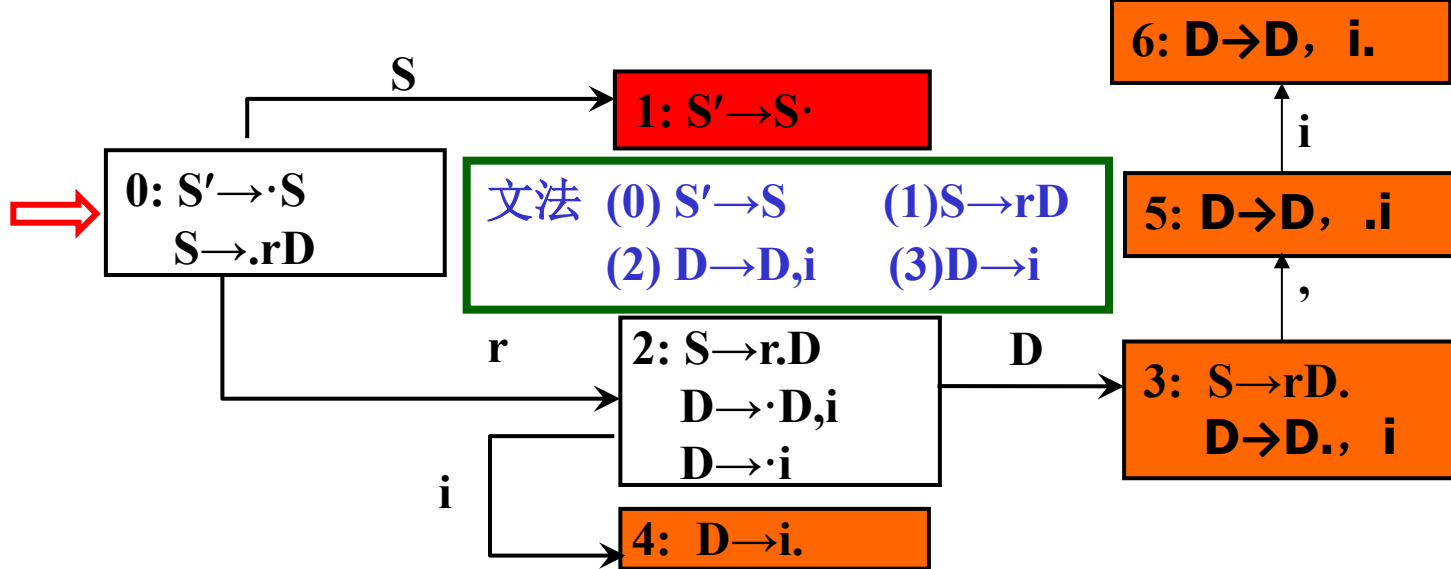 6: D→D，i.
S
1: S′→S·
i
0: S′→·S
S→.rD
文法 (0) S′→S (1)S→rD
(2) D→D,i (3)D→i
5: D→D，.i
,
r
2: S→r.D
D→·D,i
D→·i
D
3: S→rD.
D→D.，i
i
4: D→i.